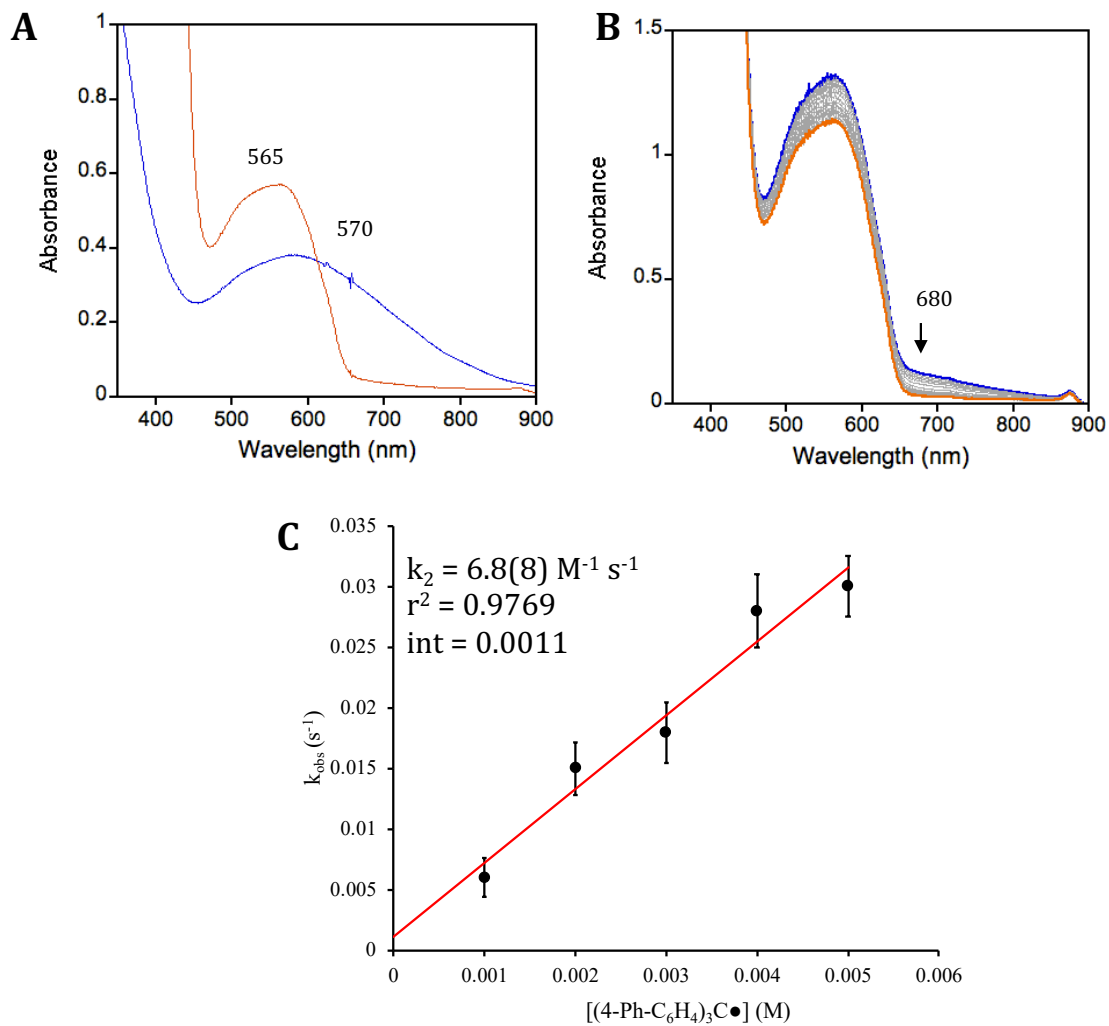 A
1
0.8
0.6
0.4
0.2
0
Absorbance
565
570
400 500 600 700 800 900
Wavelength (nm)
B
1.5
1
0.5
0
Absorbance
680
400 500 600 700 800 900
Wavelength (nm)
C
k₂ = 6.8(8) M⁻¹ s⁻¹
r² = 0.9769
int = 0.0011
0.035
0.03
0.025
0.02
0.015
0.01
0.005
0
k_obs (s⁻¹)
0 0.001 0.002 0.003 0.004 0.005 0.006
[(4-Ph-C₆H₄)₃C●] (M)